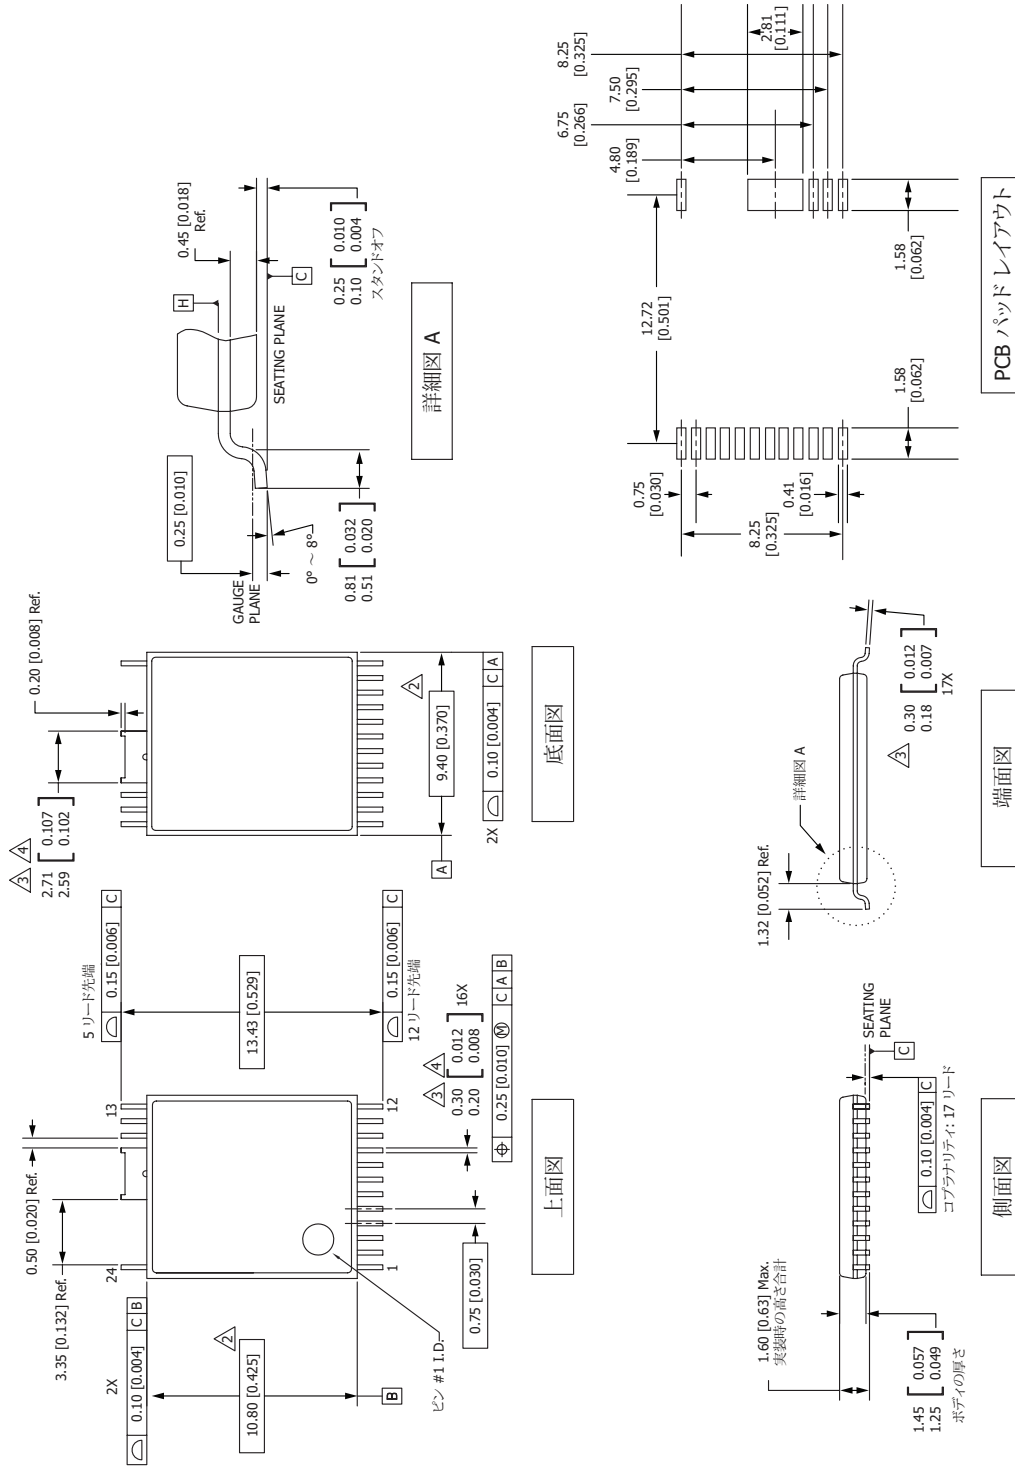 上面図
2X
0.10 [0.004] C B
3.35 [0.132] Ref.
0.50 [0.020] Ref.
24
13
1
12
5 リード先端
0.15 [0.006] C
13.43 [0.529]
0.15 [0.006] C
12 リード先端
2
10.80 [0.425]
B
ピン #1 I.D.
0.75 [0.030]
3 4
0.30 [0.012]
0.20 [0.008]
16X
0.25 [0.010] M C A B
底面図
3 4
2.71 [0.107]
2.59 [0.102]
0.20 [0.008] Ref.
2
9.40 [0.370]
A
2X
0.10 [0.004] C A
詳細図 A
0.25 [0.010]
GAUGE
PLANE
0° ～ 8°
0.81 [0.032]
0.51 [0.020]
H
0.45 [0.018]
Ref.
SEATING PLANE
C
0.25 [0.010]
0.10 [0.004]
スタンドオフ
側面図
1.60 [0.63] Max.
実装時の高さ合計
1.45 [0.057]
1.25 [0.049]
ボディの厚さ
SEATING
PLANE
C
0.10 [0.004] C
コプラナリティ: 17 リード
端面図
1.32 [0.052] Ref.
詳細図 A
3
0.30 [0.012]
0.18 [0.007]
17X
PCB パッド レイアウト
0.75
[0.030]
8.25
[0.325]
0.41
[0.016]
1.58
[0.062]
12.72
[0.501]
4.80
[0.189]
6.75
[0.266]
7.50
[0.295]
8.25
[0.325]
2.81
[0.111]
1.58
[0.062]